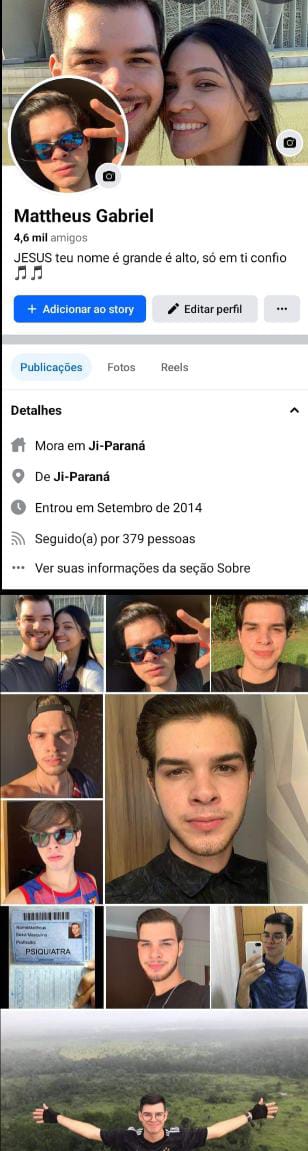 Mattheus Gabriel
4,6 mil amigos
JESUS teu nome é grande é alto, só em ti confio
🎵🎵
+ Adicionar ao story
Editar perfil
Publicações
Fotos
Reels
Detalhes
Mora em Ji-Paraná
De Ji-Paraná
Entrou em Setembro de 2014
Seguido(a) por 379 pessoas
Ver suas informações da seção Sobre
PSIQUIATRA